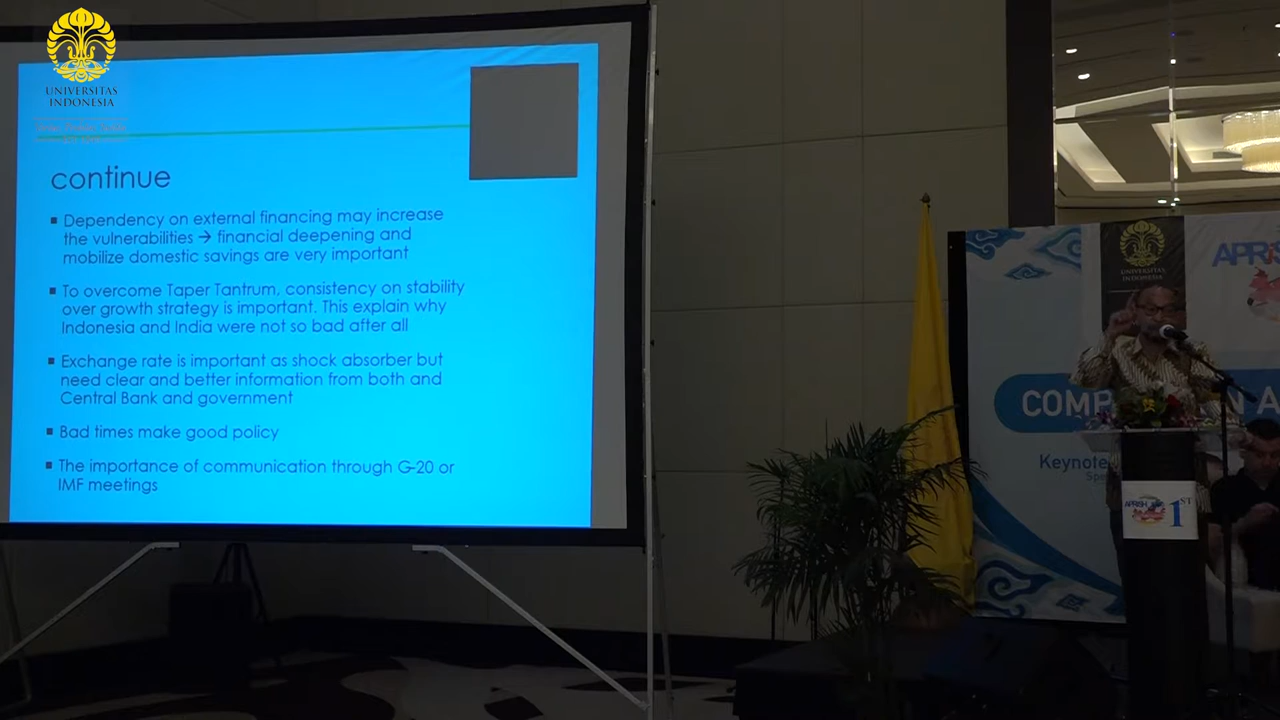 UNIVERSITAS
INDONESIA
continue
Dependency on external financing may increase
the vulnerabilities → financial deepening and
mobilize domestic savings are very important
To overcome Taper Tantrum, consistency on stability
over growth strategy is important. This explain why
Indonesia and India were not so bad after all
Exchange rate is important as shock absorber but
need clear and better information from both and
Central Bank and government
Bad times make good policy
The importance of communication through G-20 or
IMF meetings
UNIVERSITAS
INDONESIA
Keynote
APRISH
1ST